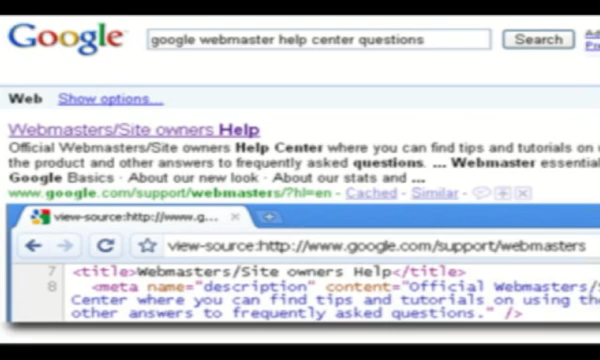 Google
google webmaster help center questions
Search
Web Show options...
Webmasters/Site owners Help
Official Webmasters/Site owners Help Center where you can find tips and tutorials on
the product and other answers to frequently asked questions. ... Webmaster essential
Google Basics · About our new look · About our stats and ...
www.google.com/support/webmasters/?hl=en - Cached - Similar -
view-source:http://www.g...
view-source:http://www.google.com/support/webmasters
7 <title>Webmasters/Site owners Help</title>
8 <meta name="description" content="Official Webmasters/
Center where you can find tips and tutorials on using th
other answers to frequently asked questions." />